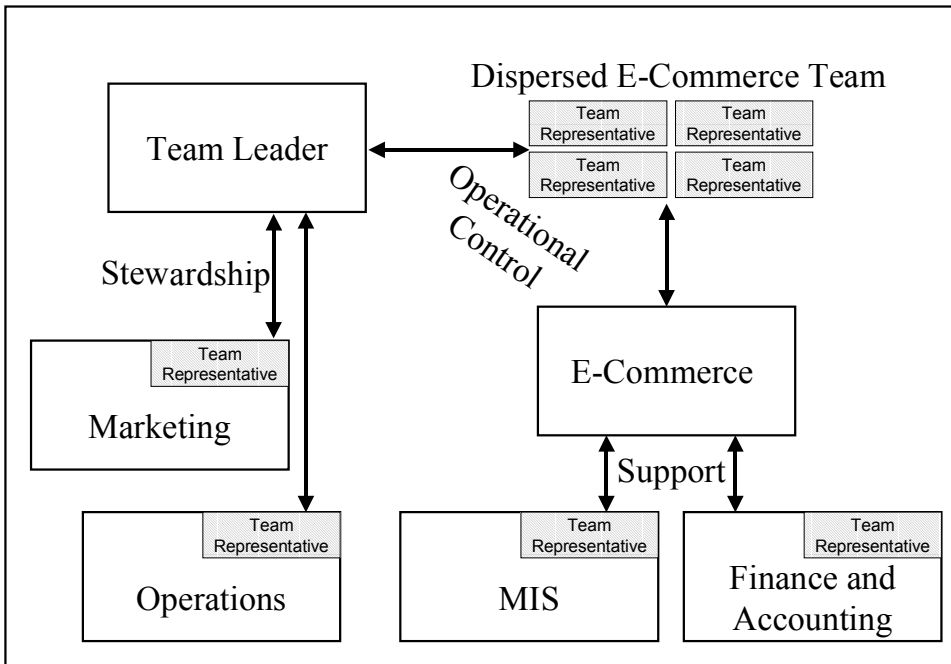 Dispersed E-Commerce Team
Team Leader
Team
Representative
Team
Representative
Team
Representative
Team
Representative
Operational
Control
Stewardship
Team
Representative
Marketing
E-Commerce
Support
Team
Representative
Operations
Team
Representative
MIS
Team
Representative
Finance and
Accounting